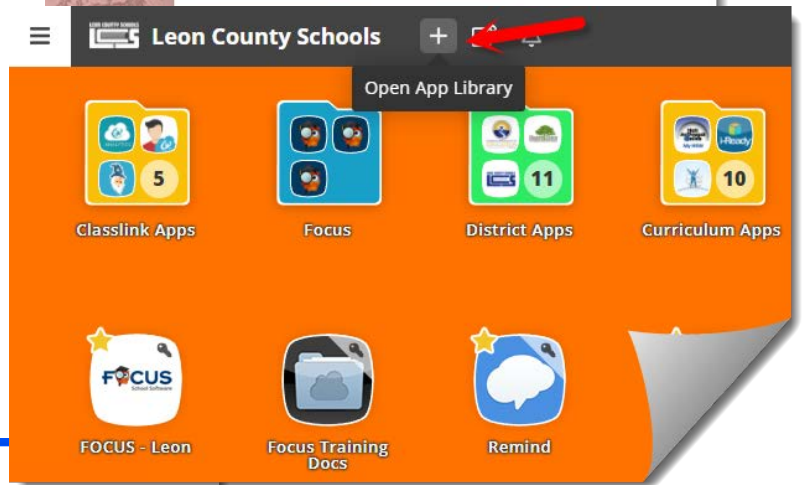 Leon County Schools
Open App Library
5
11
10
i-Ready
Classlink Apps
Focus
District Apps
Curriculum Apps
FOCUS
School Software
FOCUS - Leon
Focus Training
Docs
Remind